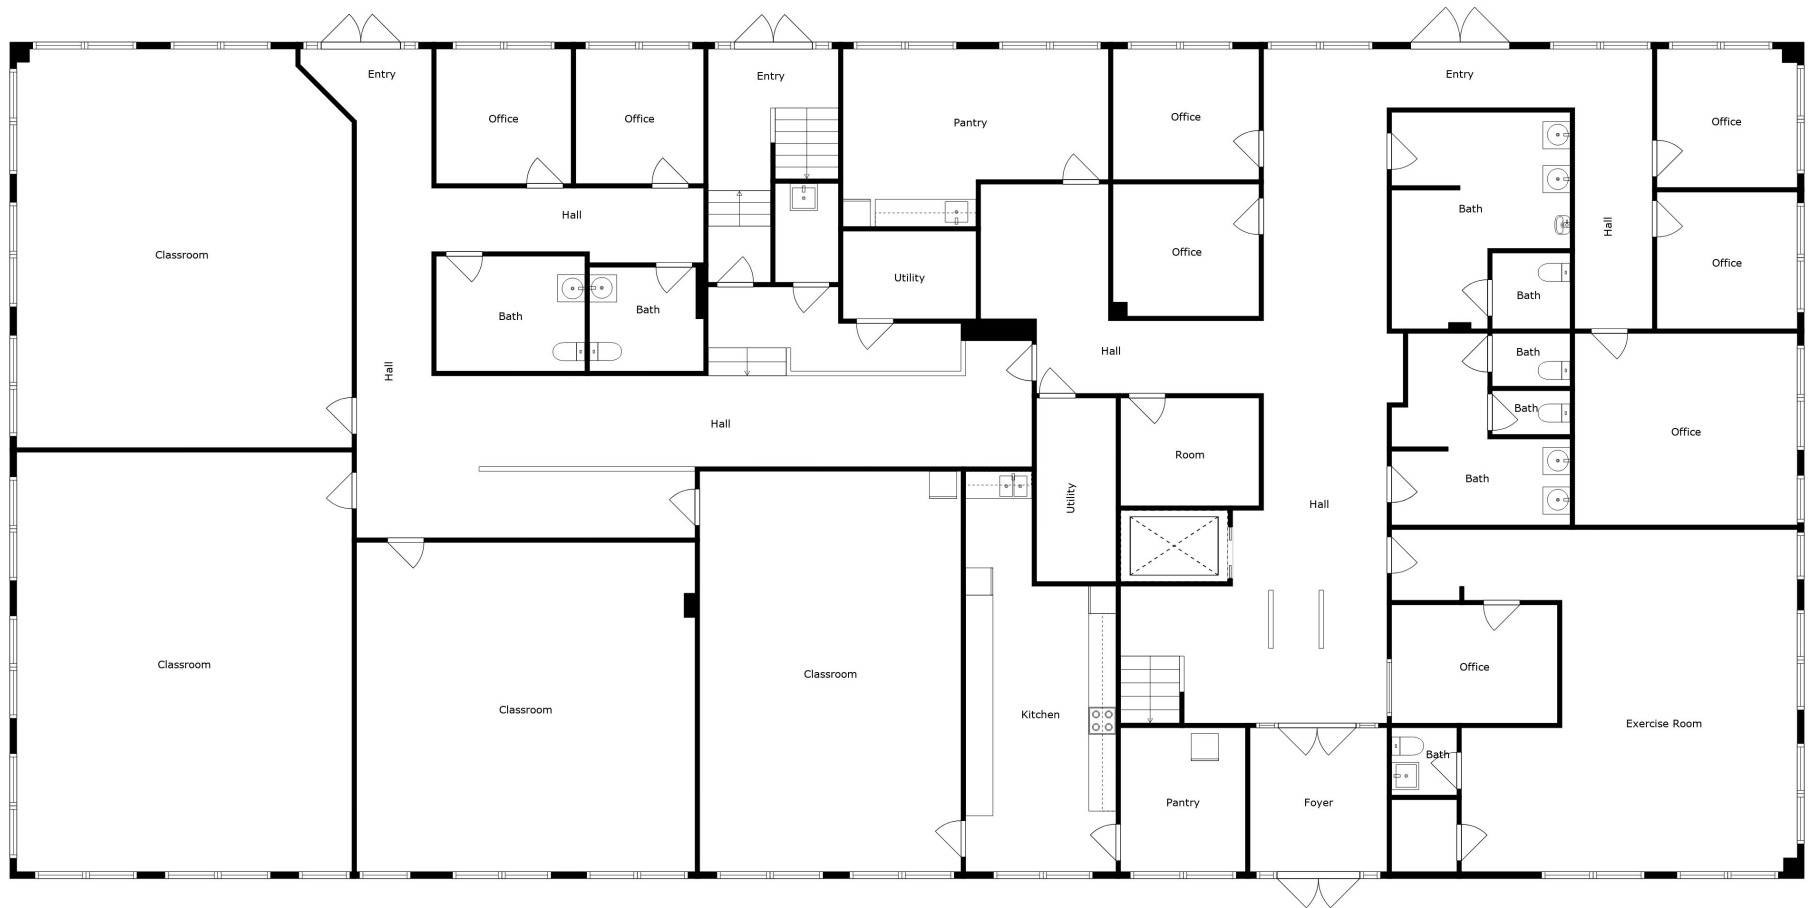 Entry
Entry
Entry
Office
Office
Pantry
Office
Office
Hall
Bath
Hall
Classroom
Office
Office
Utility
Bath
Bath
Bath
Hall
Bath
Hall
Hall
Bath
Office
Room
Bath
Utility
Hall
Classroom
Office
Classroom
Classroom
Kitchen
Exercise Room
Bath
Pantry
Foyer